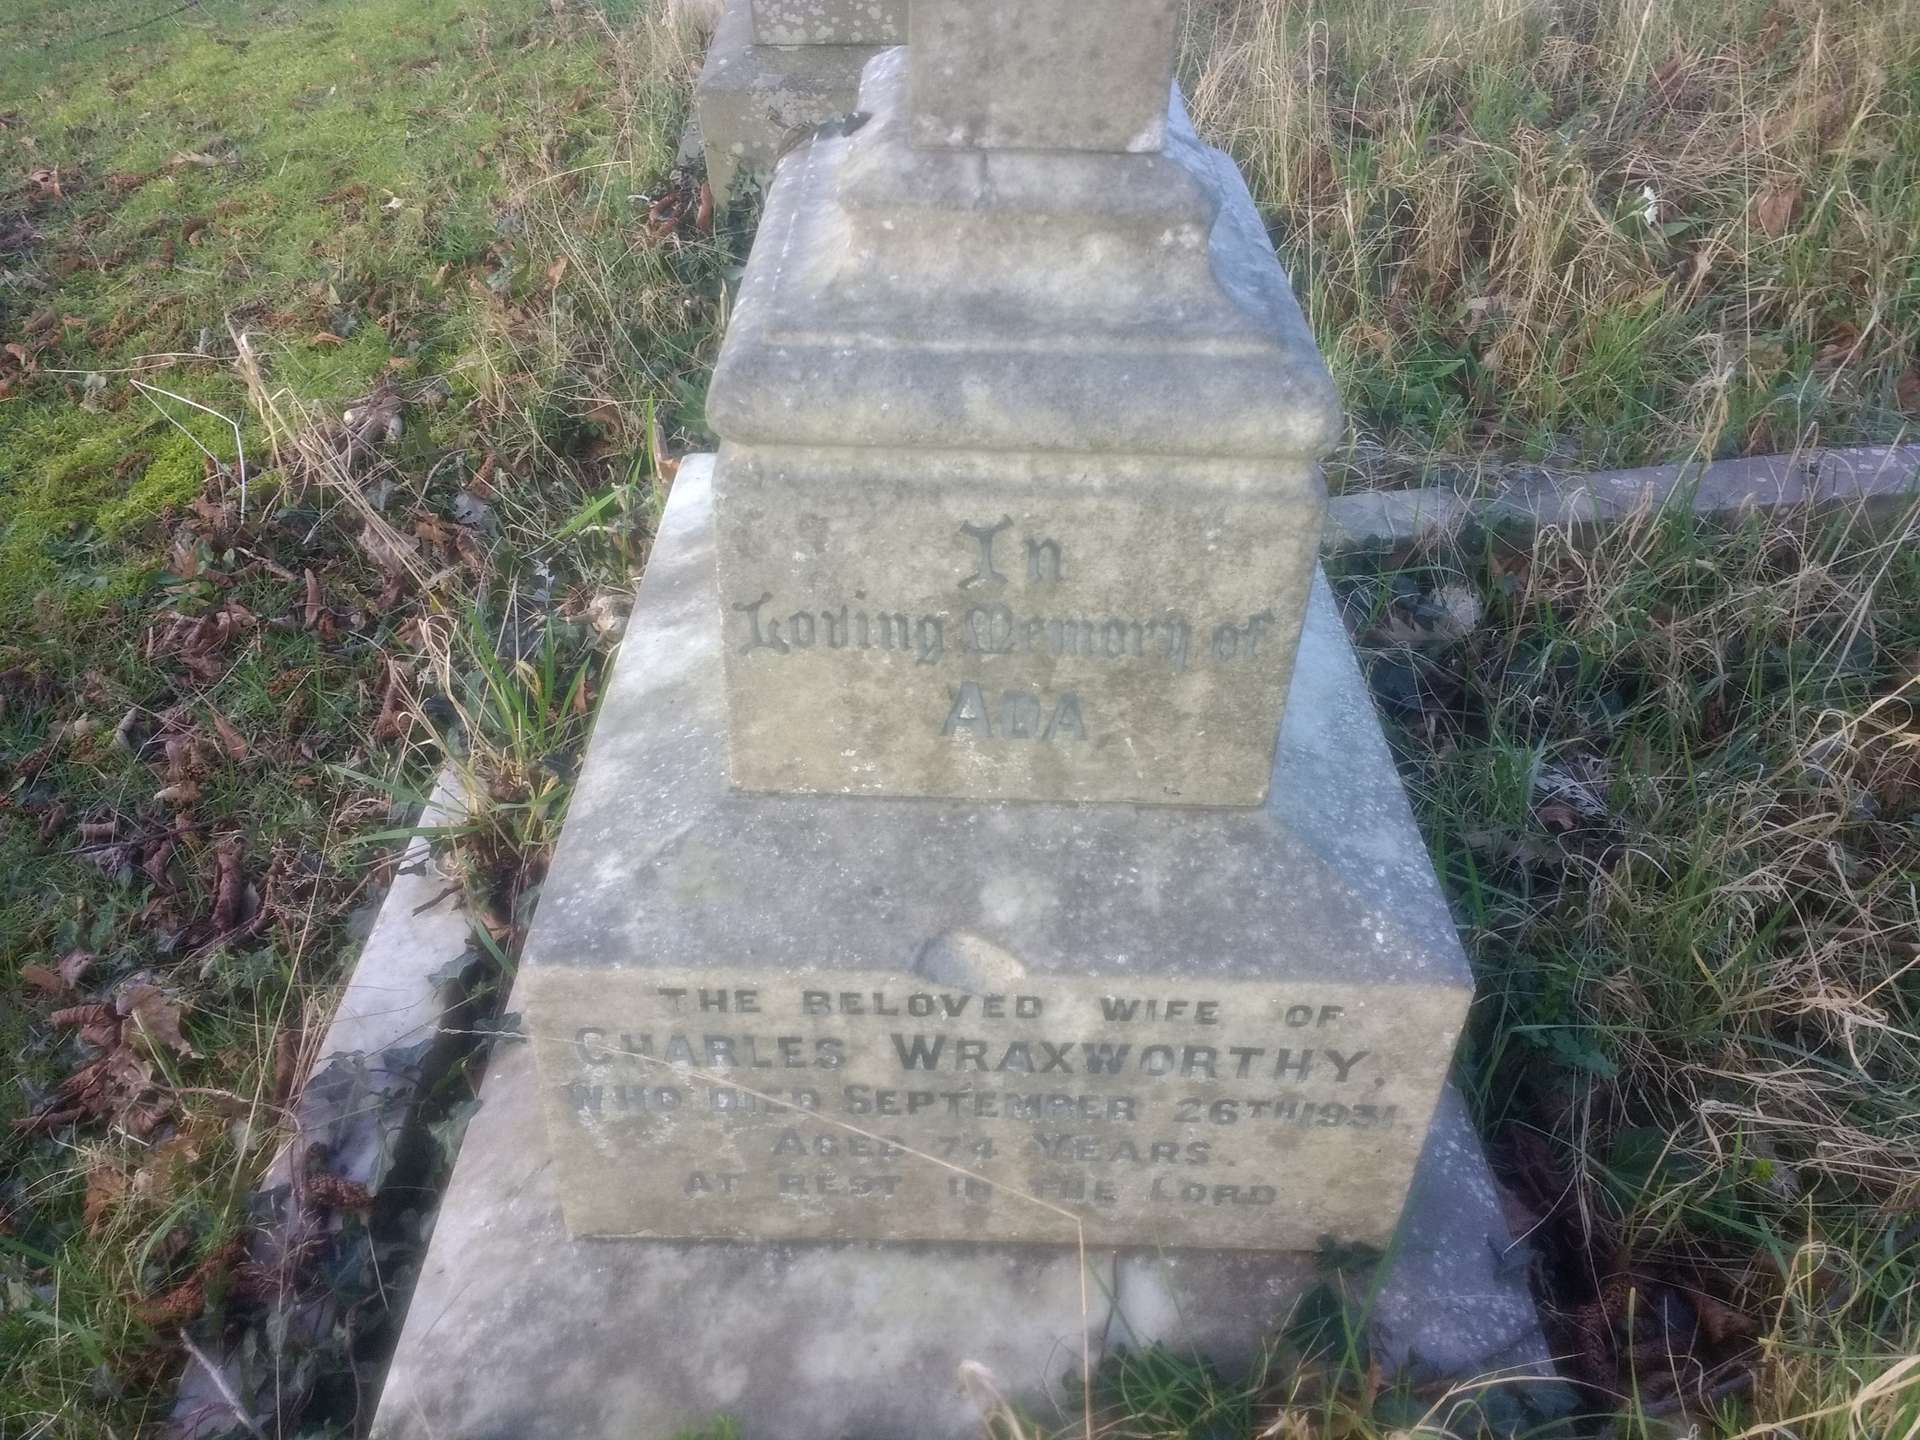 In
Loving Memory of
ADA
THE BELOVED WIFE OF
CHARLES WRAXWORTHY,
WHO DIED SEPTEMBER 26TH 1931.
AGED 74 YEARS.
AT REST IN THE LORD